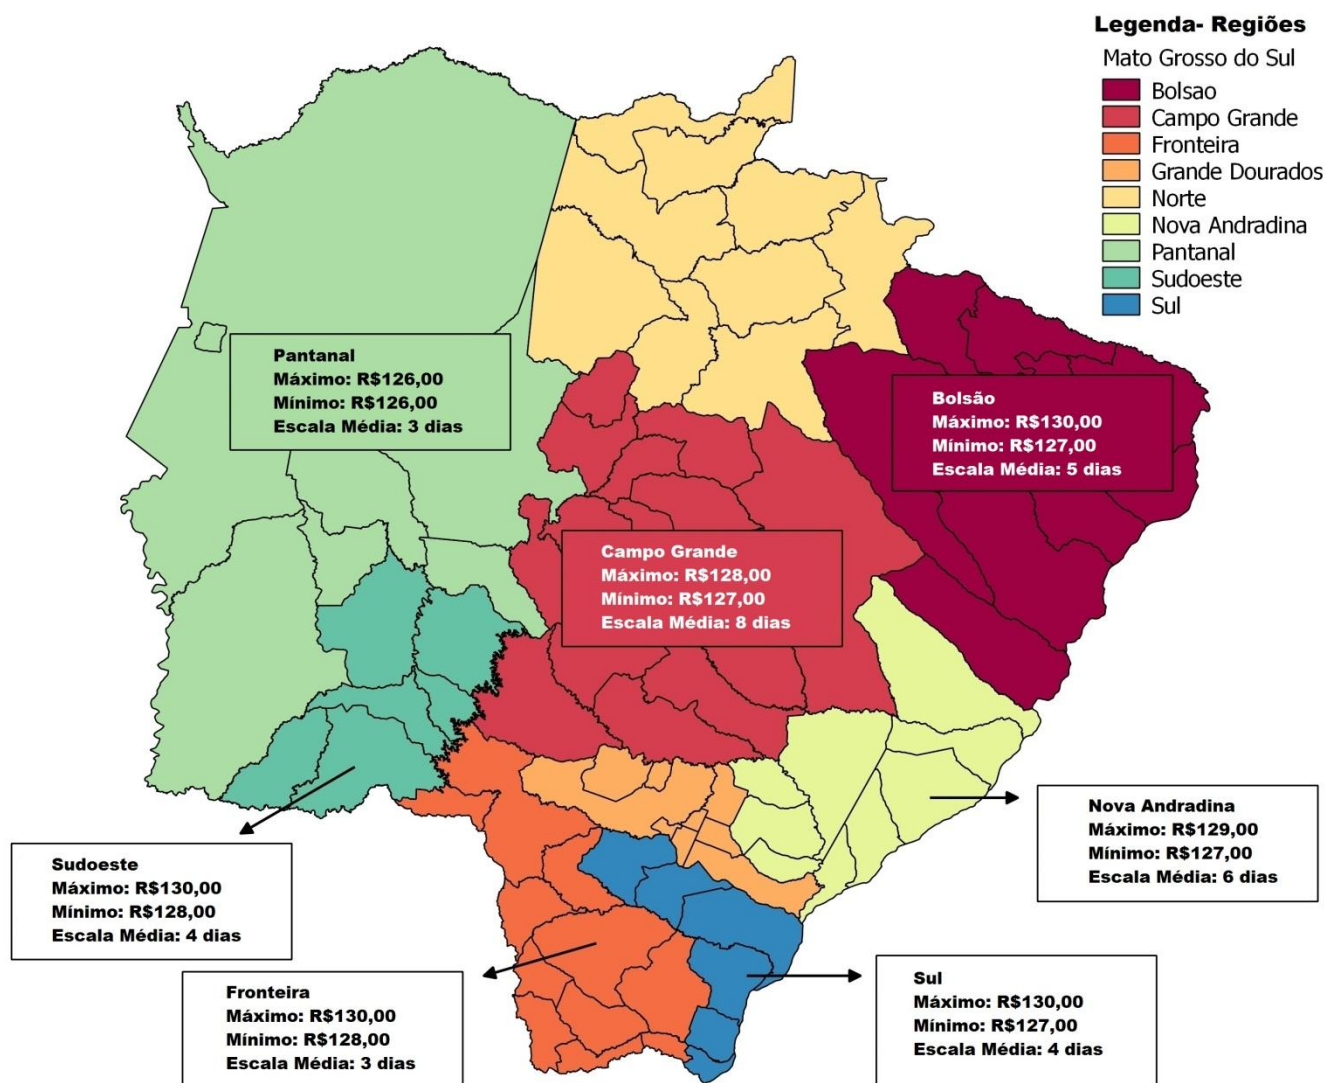 Legenda- Regiões
Mato Grosso do Sul
Bolsao
Campo Grande
Fronteira
Grande Dourados
Norte
Nova Andradina
Pantanal
Sudoeste
Sul
Pantanal
Máximo: R$126,00
Mínimo: R$126,00
Escala Média: 3 dias
Bolsão
Máximo: R$130,00
Mínimo: R$127,00
Escala Média: 5 dias
Campo Grande
Máximo: R$128,00
Mínimo: R$127,00
Escala Média: 8 dias
Nova Andradina
Máximo: R$129,00
Mínimo: R$127,00
Escala Média: 6 dias
Sudoeste
Máximo: R$130,00
Mínimo: R$128,00
Escala Média: 4 dias
Fronteira
Máximo: R$130,00
Mínimo: R$128,00
Escala Média: 3 dias
Sul
Máximo: R$130,00
Mínimo: R$127,00
Escala Média: 4 dias